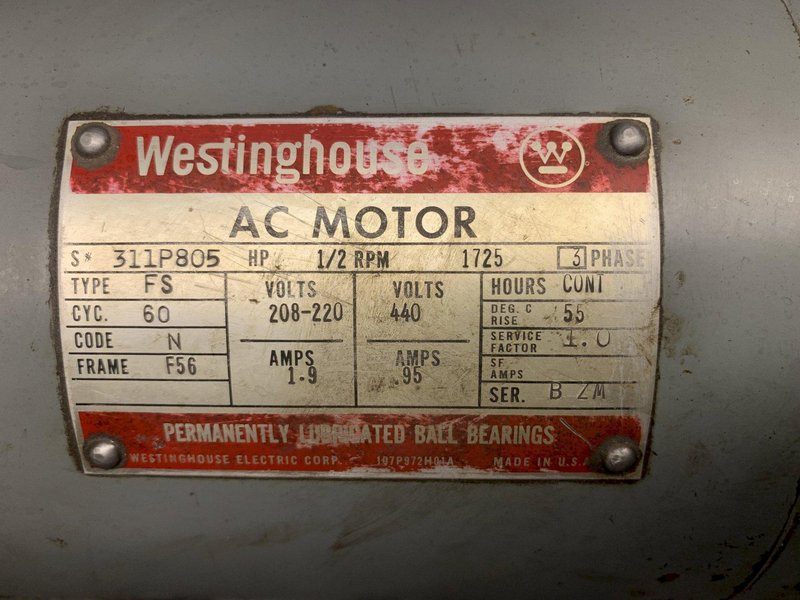 Westinghouse
AC MOTOR
S# 311P805 HP 1/2 RPM 1725 3 PHASE
TYPE FS
CYC. 60
CODE N
FRAME F56
VOLTS
208-220
AMPS
1.9
VOLTS
440
AMPS
.95
HOURS CONT
DEG. C
RISE 55
SERVICE
FACTOR 1.0
SF
AMPS
SER. B ZM
PERMANENTLY LUBRICATED BALL BEARINGS
WESTINGHOUSE ELECTRIC CORP. 197P972H01A MADE IN U.S.A